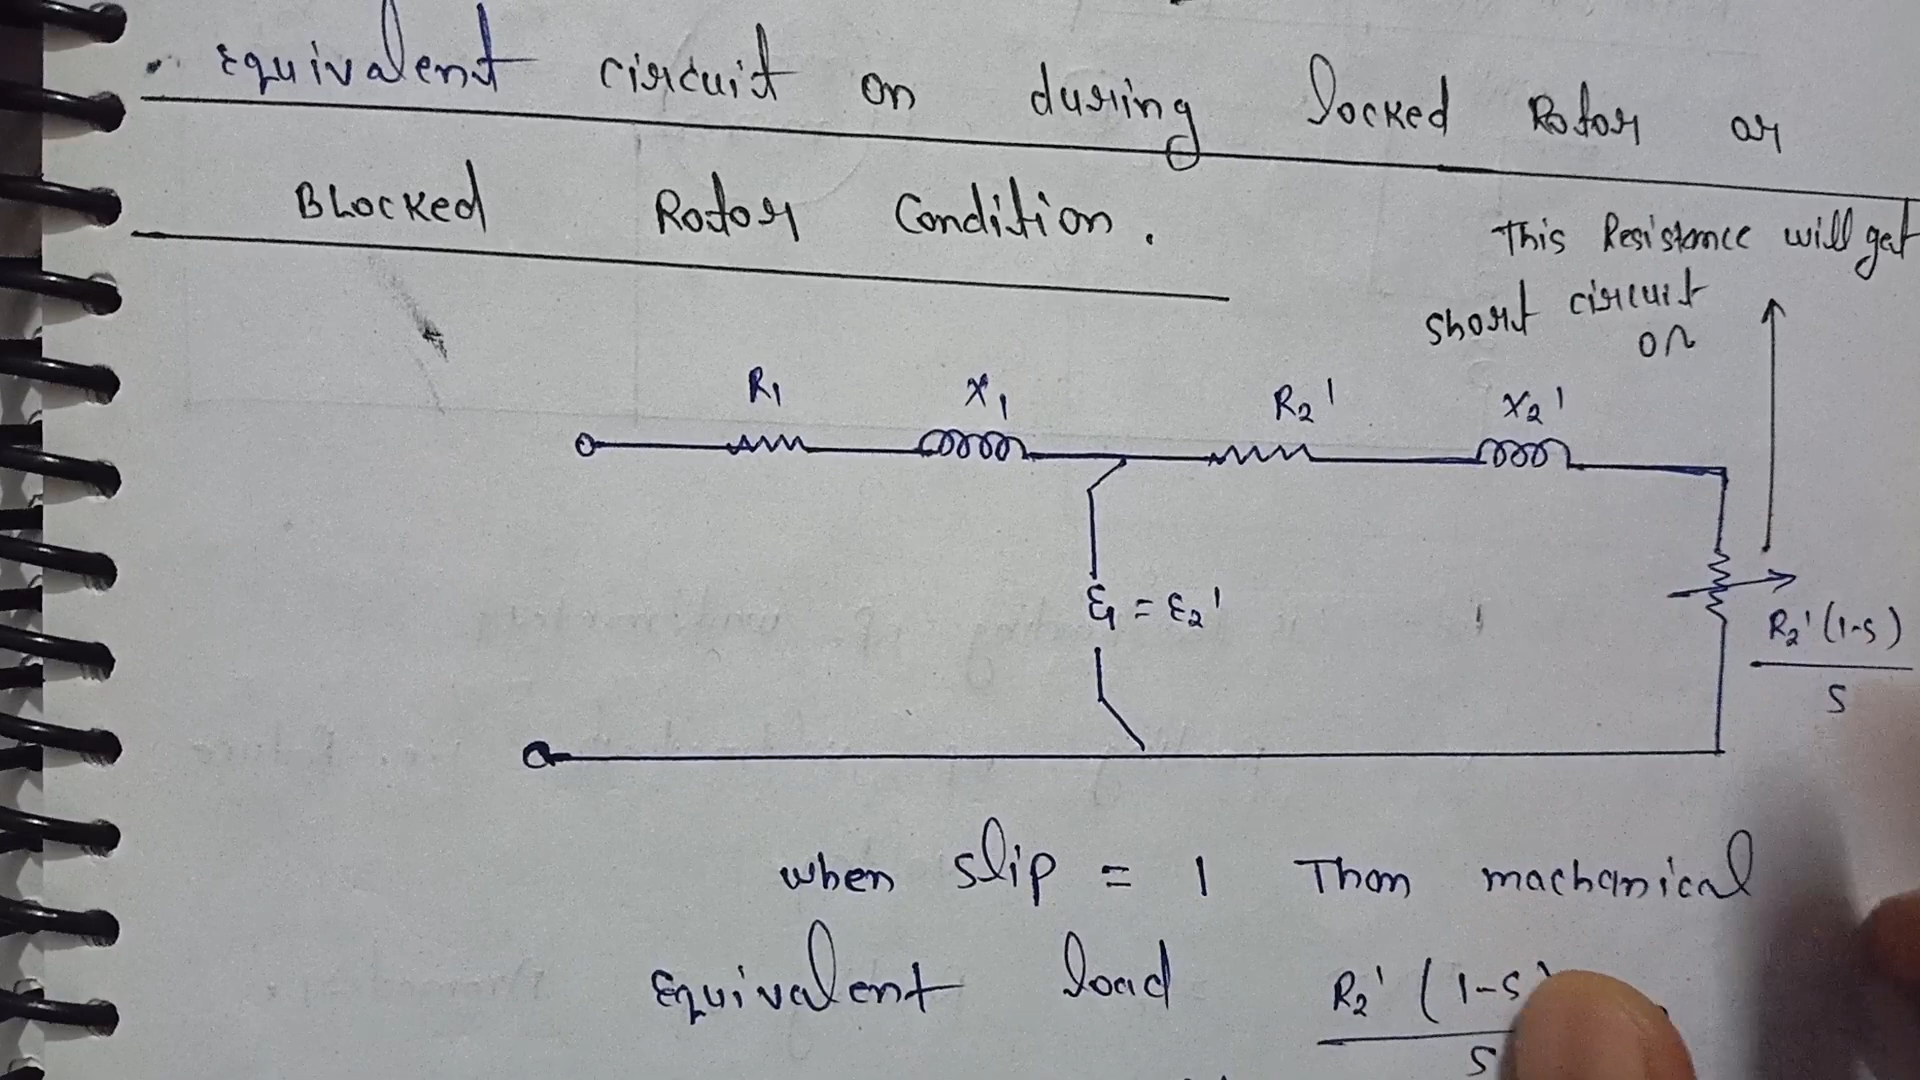 Equivalent circuit on during locked Rotor or
Blocked Rotor Condition.
This Resistance will get
short circuit
on
R1 X1 R2' X2'
E1 = E2'
R2'(1-s)
s
when slip = 1 Then machanical
Equivalent load R2' (1-s
s